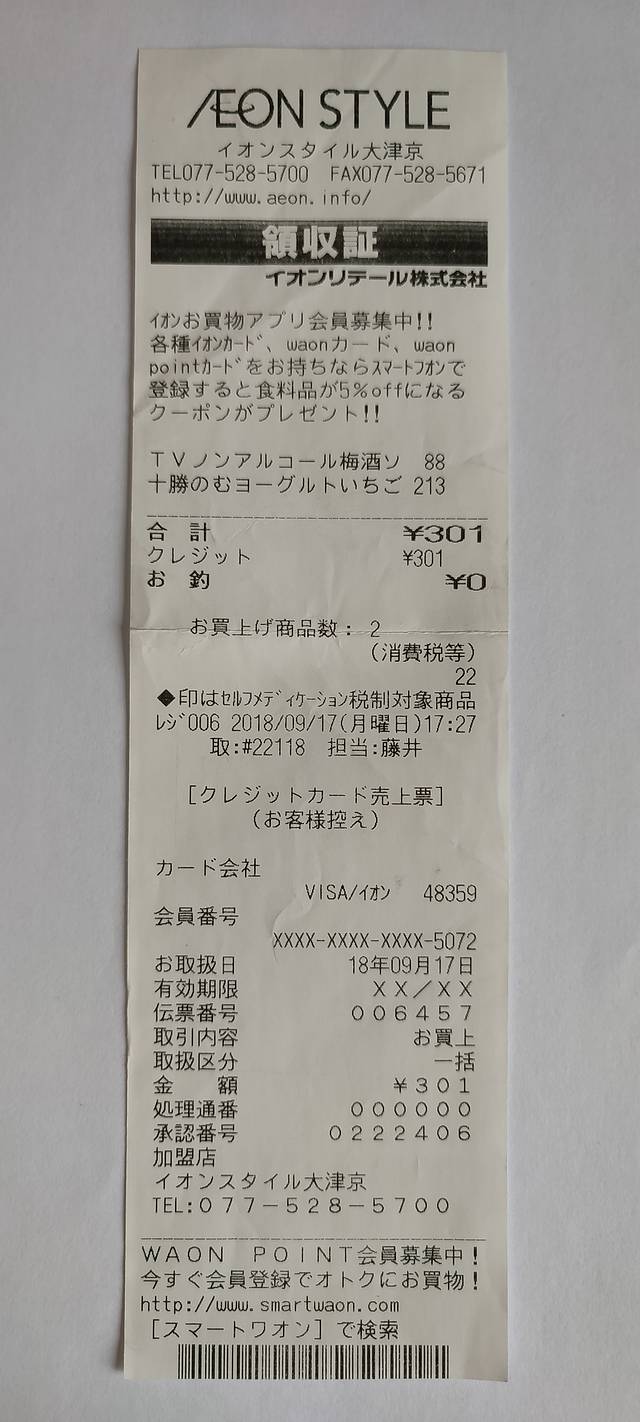 ÆON STYLE
イオンスタイル大津京
TEL077-528-5700 FAX077-528-5671
http://www.aeon.info/
領収証
イオンリテール株式会社
ｲｵﾝお買物アプリ会員募集中!!
各種ｲｵﾝｶｰﾄﾞ、waonカード、waon
pointｶｰﾄﾞをお持ちならｽﾏｰﾄﾌｵﾝで
登録すると食料品が5%offになる
クーポンがプレゼント!!
ＴＶノンアルコール梅酒ソ 88
十勝のむヨーグルトいちご 213
合 計 ¥301
クレジット ¥301
お 釣 ¥0
お買上げ商品数: 2
(消費税等)
22
◆印はｾﾙﾌﾒﾃﾞｨｹｰｼｮﾝ税制対象商品
ﾚｼﾞ006 2018/09/17(月曜日)17:27
取:#22118 担当:藤井
[クレジットカード売上票]
(お客様控え)
カード会社
VISA/ｲｵﾝ 48359
会員番号
XXXX-XXXX-XXXX-5072
お取扱日 18年09月17日
有効期限 ＸＸ／ＸＸ
伝票番号 ００６４５７
取引内容 お買上
取扱区分 一括
金 額 ￥３０１
処理通番 ００００００
承認番号 ０２２２４０６
加盟店
イオンスタイル大津京
TEL:０７７－５２８－５７００
ＷＡＯＮ ＰＯＩＮＴ会員募集中！
今すぐ会員登録でオトクにお買物！
http://www.smartwaon.com
[スマートワオン]で検索